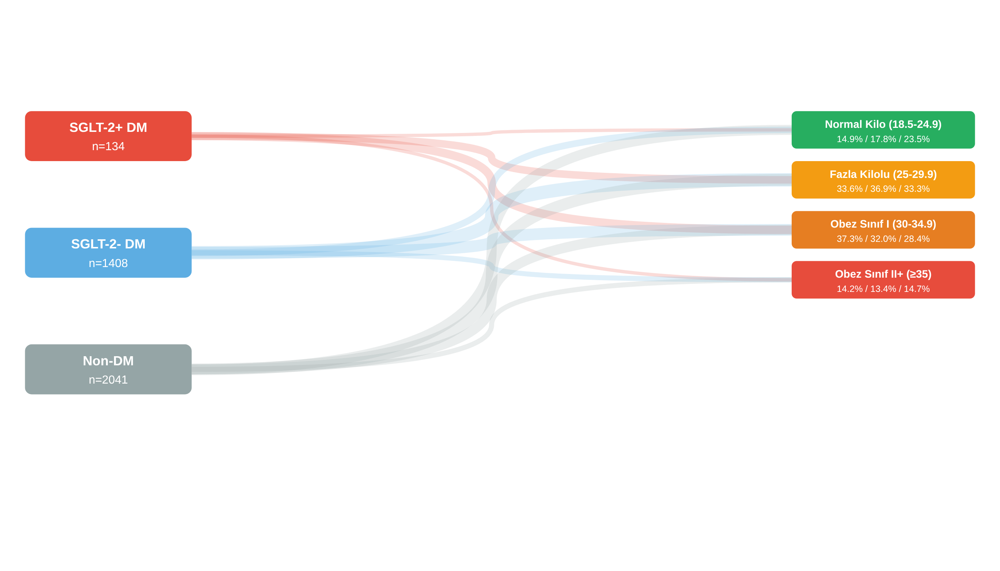 SGLT-2+ DM
n=134
SGLT-2- DM
n=1408
Non-DM
n=2041
Normal Kilo (18.5-24.9)
14.9% / 17.8% / 23.5%
Fazla Kilolu (25-29.9)
33.6% / 36.9% / 33.3%
Obez Sınıf I (30-34.9)
37.3% / 32.0% / 28.4%
Obez Sınıf II+ (≥35)
14.2% / 13.4% / 14.7%